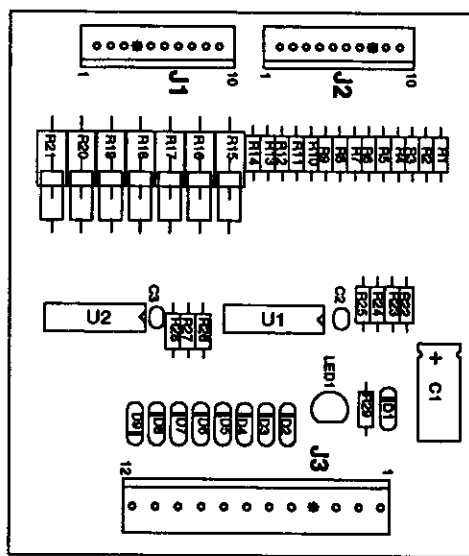 1 J1 10
1 J2 10
R21 R20 R19 R18 R17 R16 R15 R14 R13 R12 R11 R10 R9 R8 R7 R6 R5 R4 R3 R2 R1
U2 C3 R28 R27 R26 U1 C2 R25 R24 R23 R22
LED1 R29 D1 + C1
D9 D8 D7 D6 D5 D4 D3 D2
12 J3 1